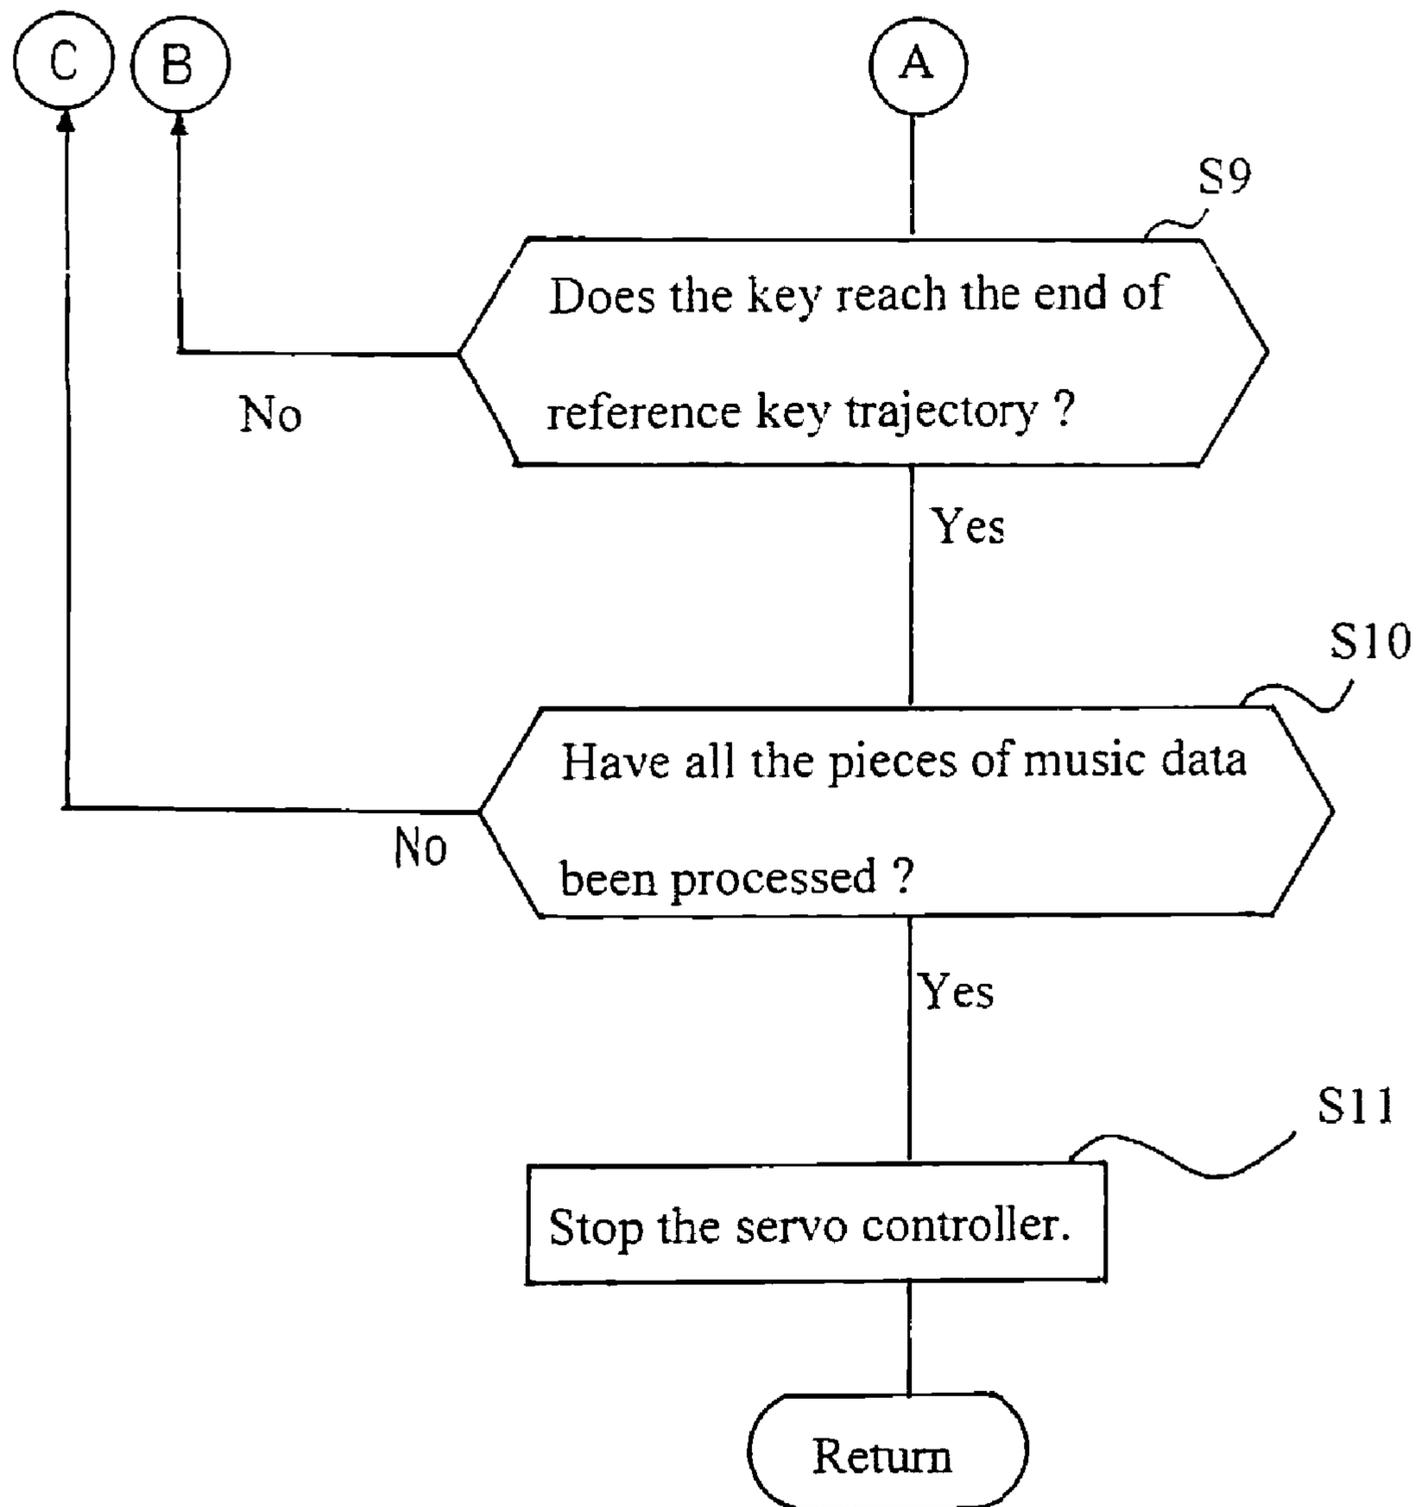 C
B
A
S9
Does the key reach the end of
reference key trajectory ?
No
Yes
S10
Have all the pieces of music data
been processed ?
No
Yes
S11
Stop the servo controller.
Return